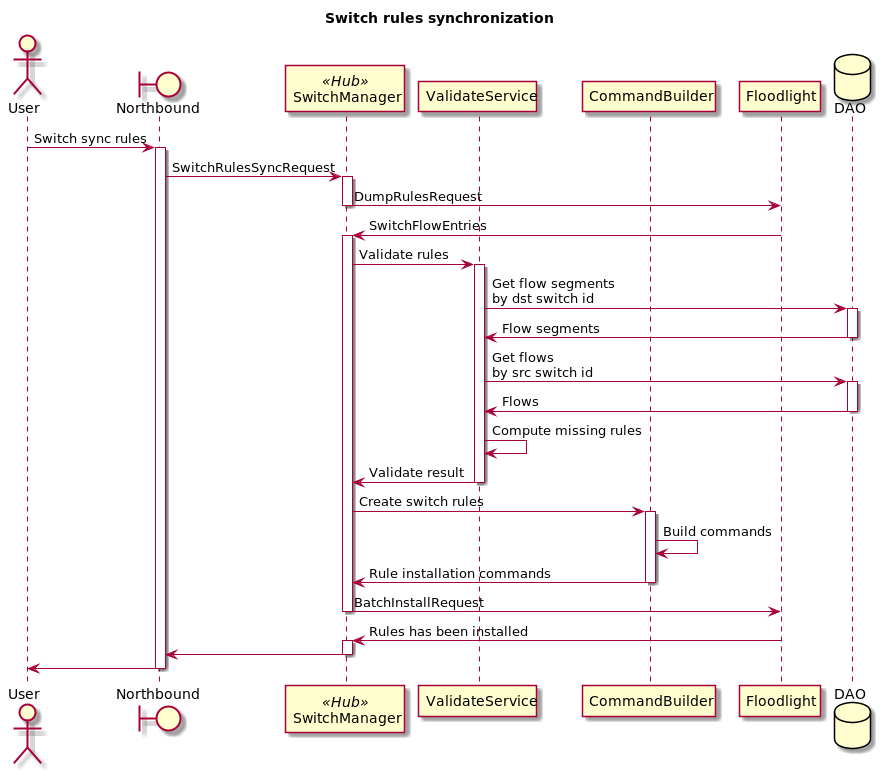 Switch rules synchronization
User
Northbound
«Hub»
SwitchManager
ValidateService
CommandBuilder
Floodlight
DAO
Switch sync rules
SwitchRulesSyncRequest
DumpRulesRequest
SwitchFlowEntries
Validate rules
Get flow segments
by dst switch id
Flow segments
Get flows
by src switch id
Flows
Compute missing rules
Validate result
Create switch rules
Build commands
Rule installation commands
BatchInstallRequest
Rules has been installed
User
Northbound
«Hub»
SwitchManager
ValidateService
CommandBuilder
Floodlight
DAO